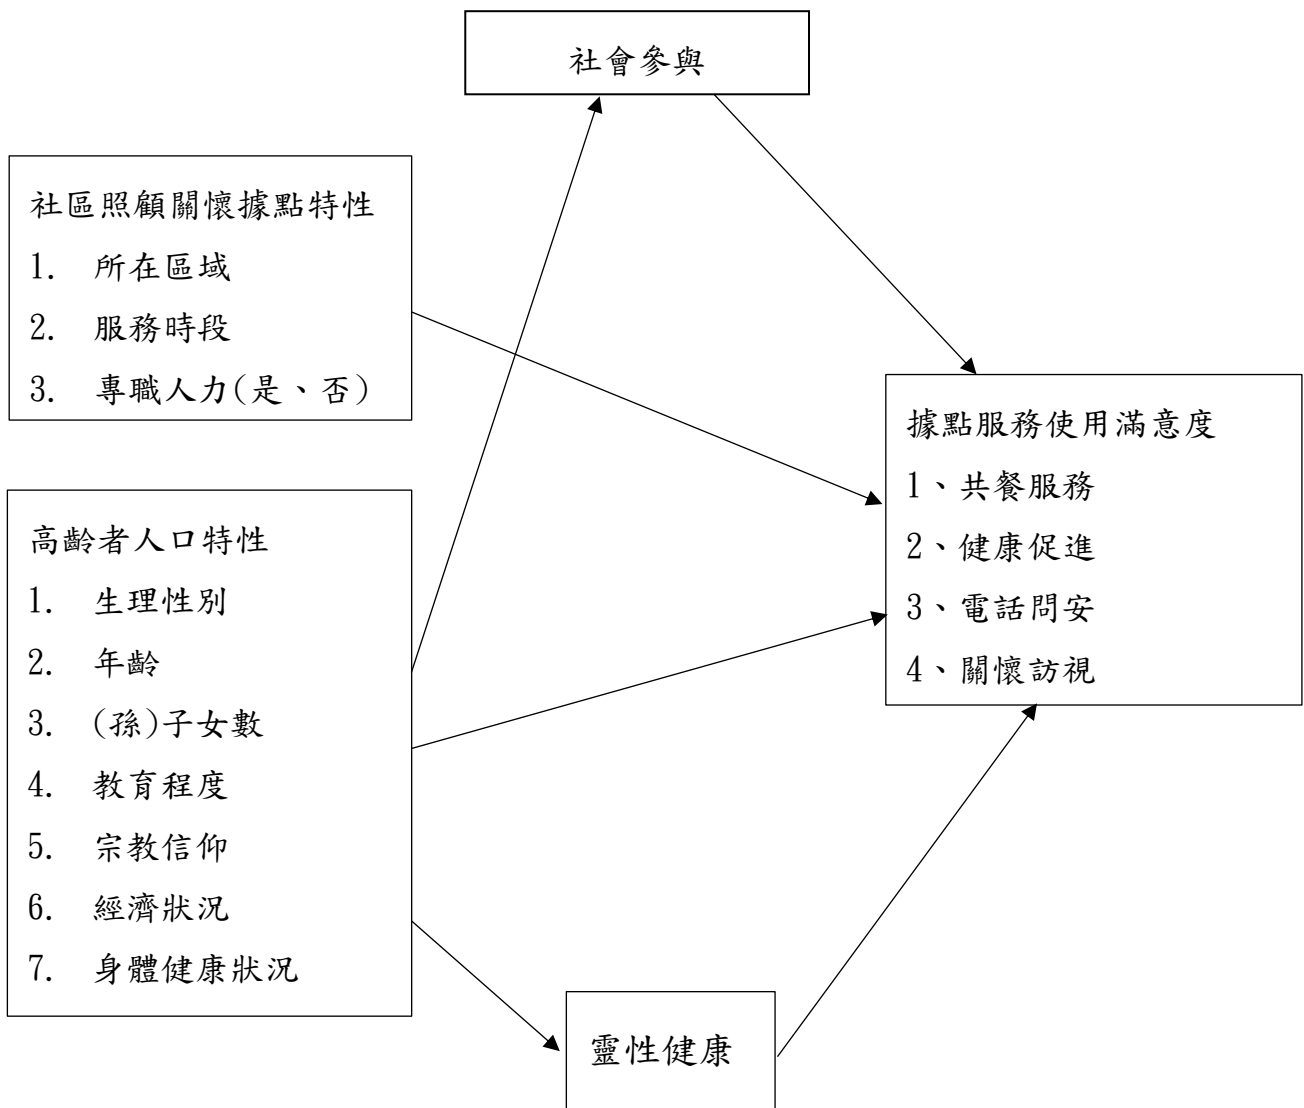 社會參與
社區照顧關懷據點特性
1. 所在區域
2. 服務時段
3. 專職人力(是、否)
高齡者人口特性
1. 生理性別
2. 年齡
3. (孫)子女數
4. 教育程度
5. 宗教信仰
6. 經濟狀況
7. 身體健康狀況
據點服務使用滿意度
1、共餐服務
2、健康促進
3、電話問安
4、關懷訪視
靈性健康